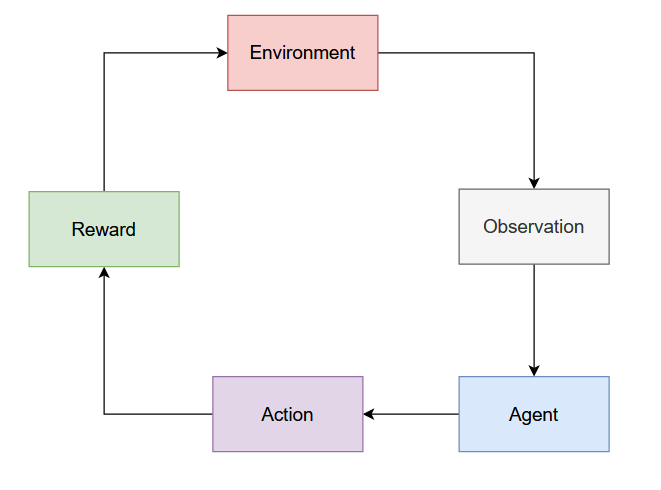 Environment
Reward
Observation
Action
Agent